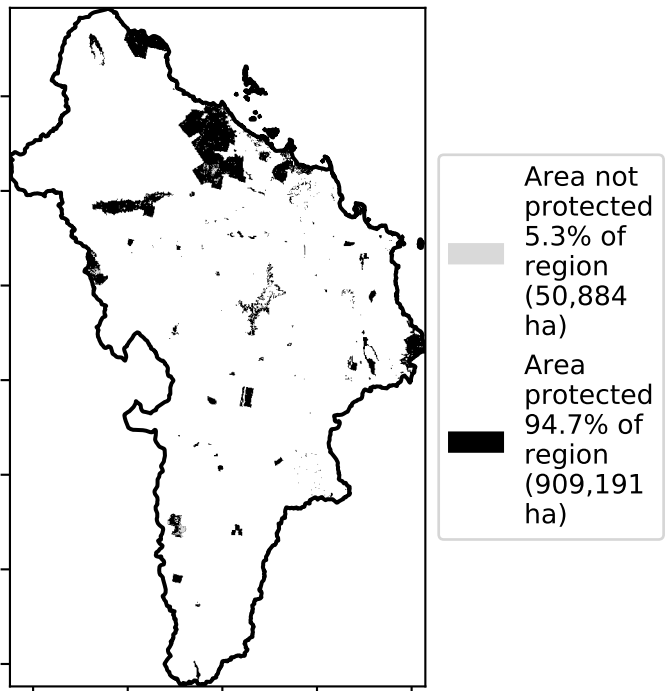 Area not
protected
5.3% of
region
(50,884
ha)
Area
protected
94.7% of
region
(909,191
ha)